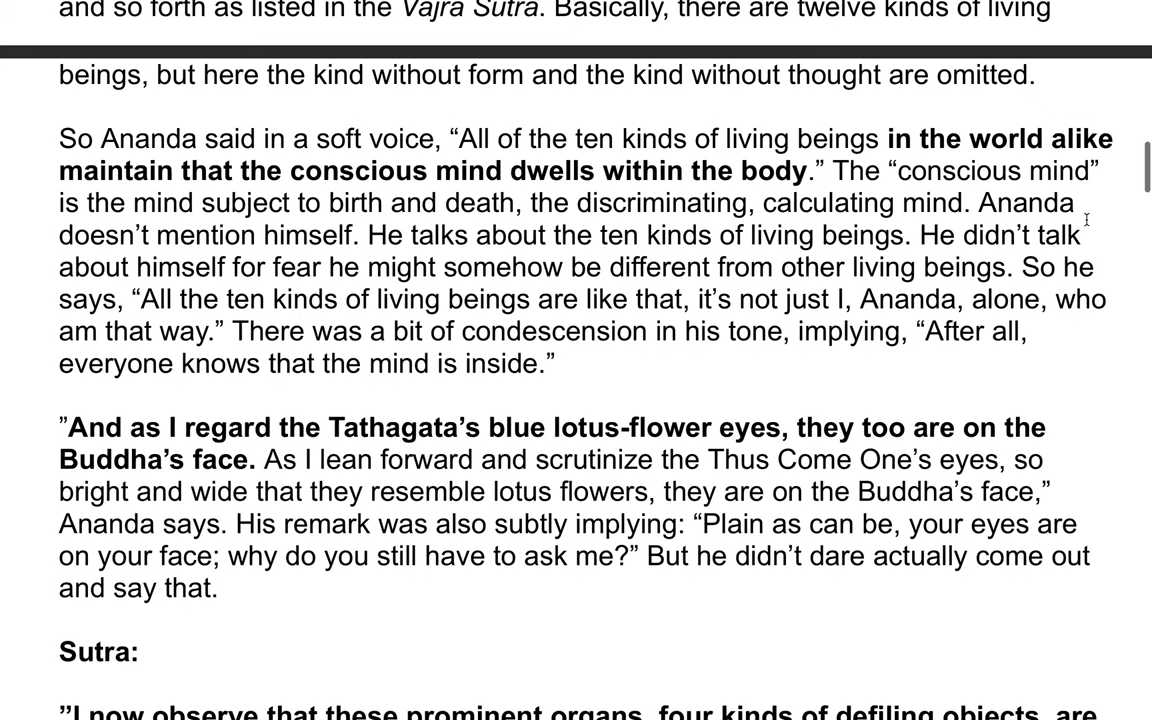 and so forth as listed in the Vajra Sutra. Basically, there are twelve kinds of living
beings, but here the kind without form and the kind without thought are omitted.
So Ananda said in a soft voice, “All of the ten kinds of living beings in the world alike
maintain that the conscious mind dwells within the body.” The “conscious mind”
is the mind subject to birth and death, the discriminating, calculating mind. Ananda
doesn’t mention himself. He talks about the ten kinds of living beings. He didn’t talk
about himself for fear he might somehow be different from other living beings. So he
says, “All the ten kinds of living beings are like that, it’s not just I, Ananda, alone, who
am that way.” There was a bit of condescension in his tone, implying, “After all,
everyone knows that the mind is inside.”
”And as I regard the Tathagata’s blue lotus-flower eyes, they too are on the
Buddha’s face. As I lean forward and scrutinize the Thus Come One’s eyes, so
bright and wide that they resemble lotus flowers, they are on the Buddha’s face,”
Ananda says. His remark was also subtly implying: “Plain as can be, your eyes are
on your face; why do you still have to ask me?” But he didn’t dare actually come out
and say that.
Sutra:
”I now observe that these prominent organs, four kinds of defiling objects, are